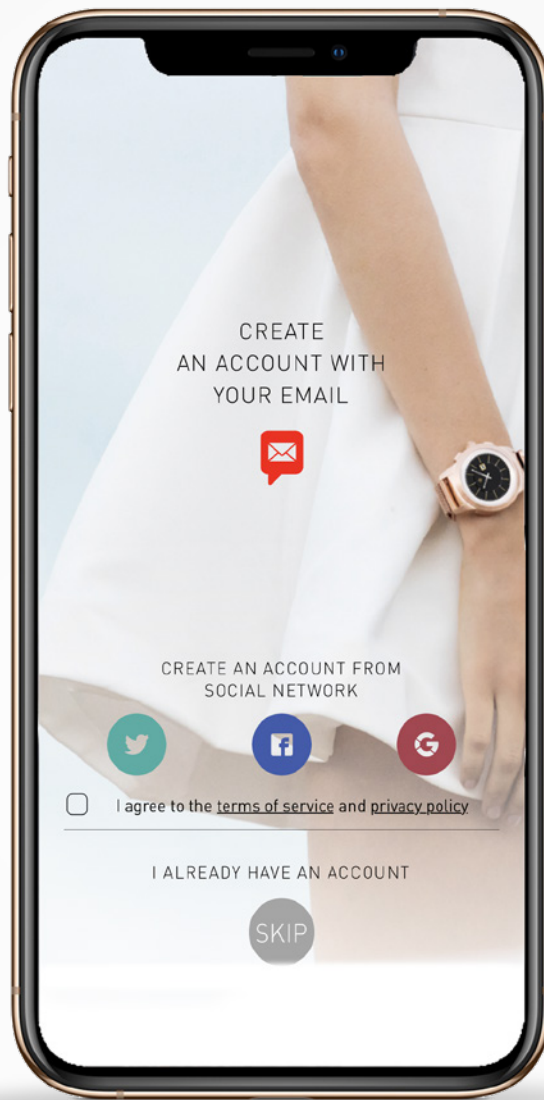 CREATE
AN ACCOUNT WITH
YOUR EMAIL
CREATE AN ACCOUNT FROM
SOCIAL NETWORK
I agree to the terms of service and privacy policy
I ALREADY HAVE AN ACCOUNT
SKIP